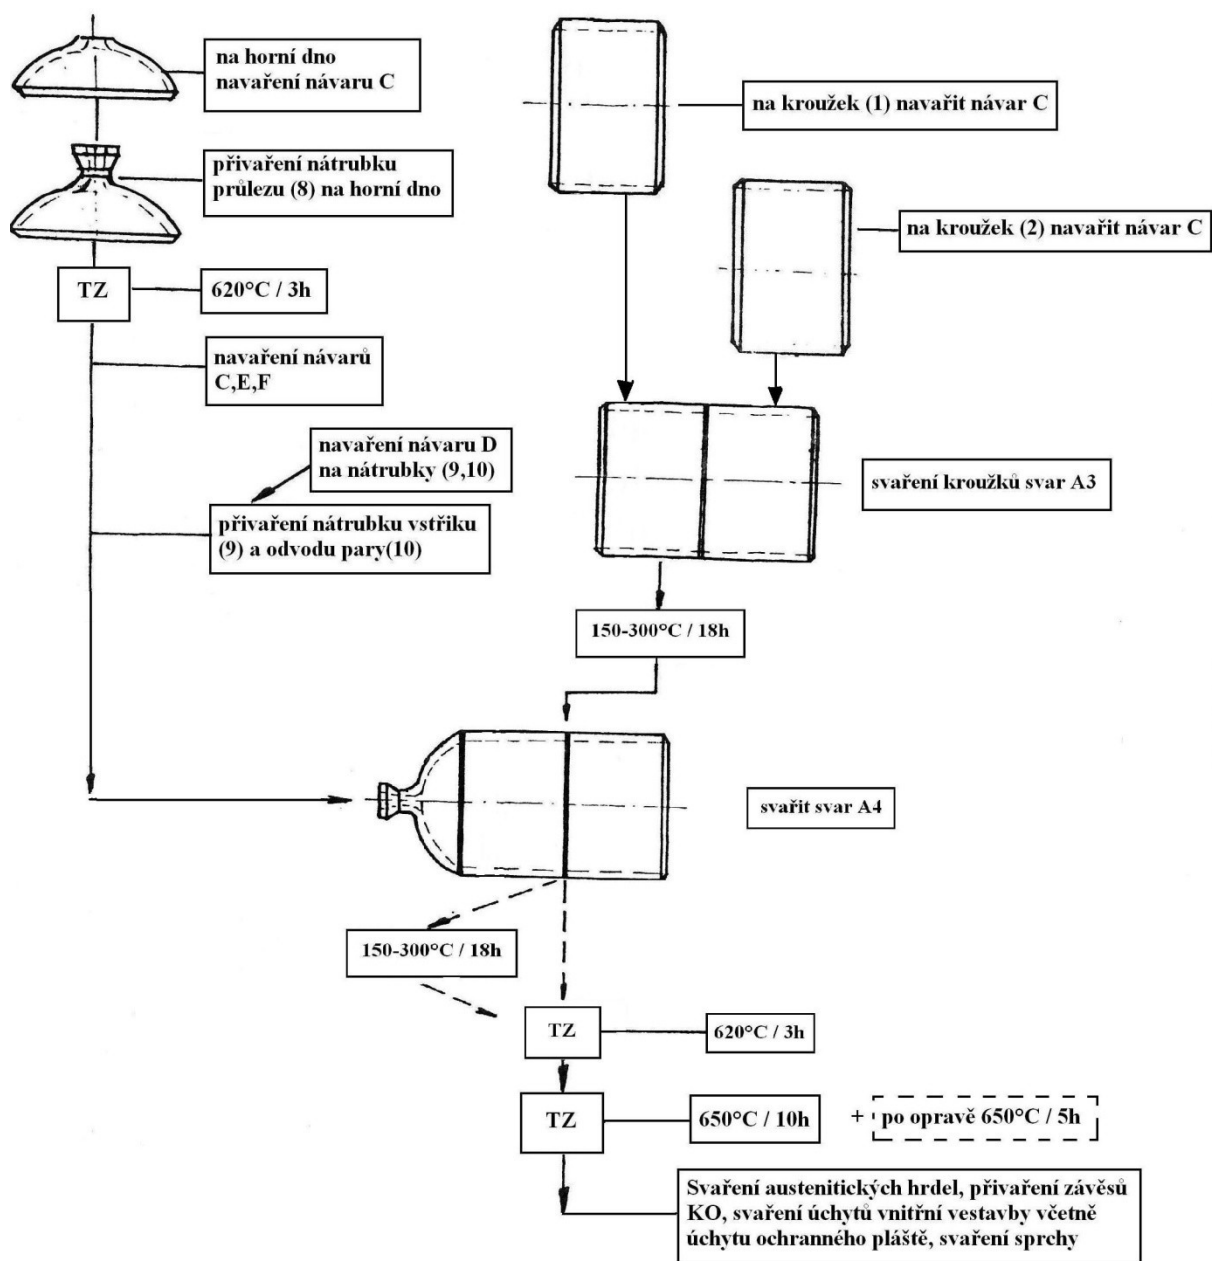 na horní dno
navaření návaru C
přivaření nátrubku
průlezu (8) na horní dno
TZ
620°C / 3h
navaření návarů
C,E,F
navaření návaru D
na nátrubky (9,10)
přivaření nátrubku vstřiku
(9) a odvodu pary(10)
na kroužek (1) navařit návar C
na kroužek (2) navařit návar C
svaření kroužků svar A3
150-300°C / 18h
svařit svar A4
150-300°C / 18h
TZ
620°C / 3h
TZ
650°C / 10h
+ po opravě 650°C / 5h
Svaření austenitických hrdel, přivaření závěsů
KO, svaření úchytů vnitřní vestavby včetně
úchytu ochranného pláště, svaření sprchy